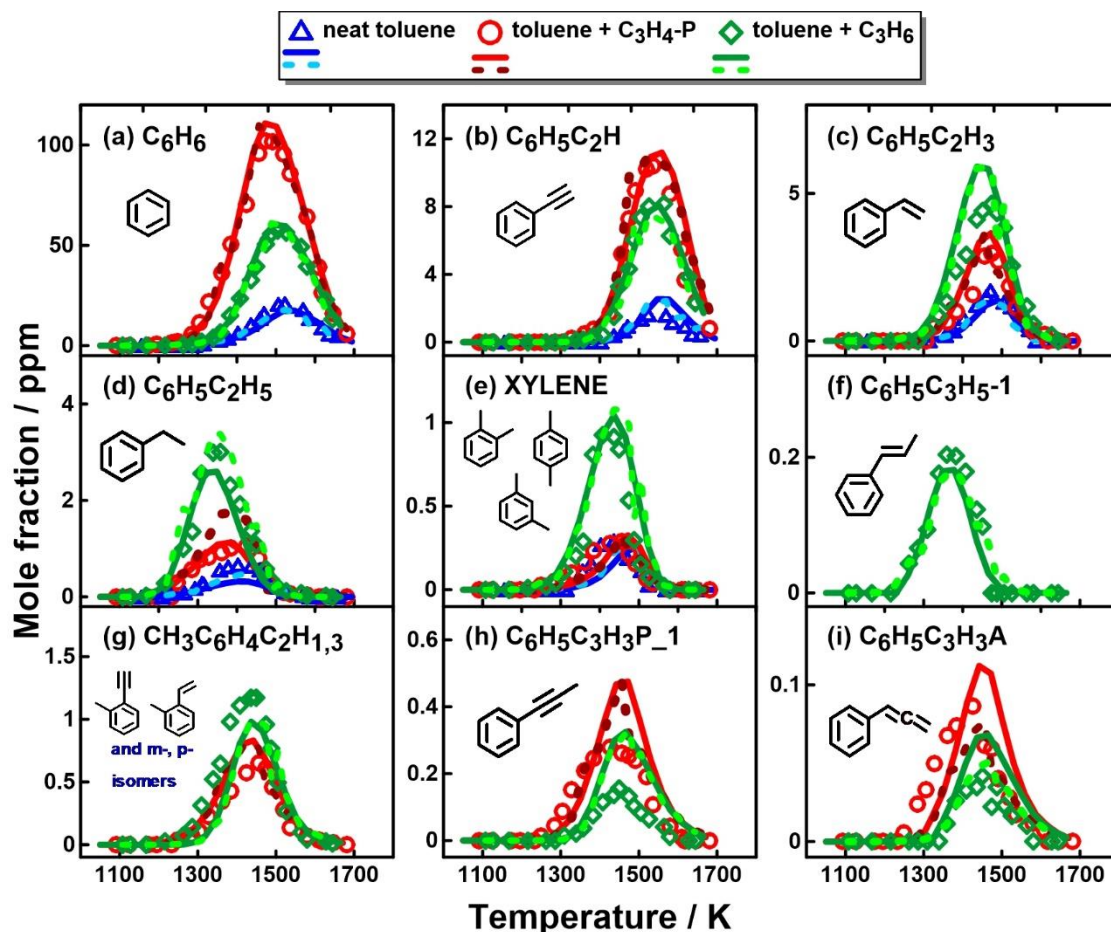 neat toluene toluene + C3H4-P toluene + C3H6
Mole fraction / ppm
(a) C6H6
100
50
0
(b) C6H5C2H
12
8
4
0
(c) C6H5C2H3
5
0
(d) C6H5C2H5
4
2
0
(e) XYLENE
1
0.5
0
(f) C6H5C3H5-1
0.2
0
(g) CH3C6H4C2H1,3
1.5
1
0.5
0
and m-, p-
isomers
(h) C6H5C3H3P_1
0.6
0.4
0.2
0
(i) C6H5C3H3A
0.1
0
1100 1300 1500 1700 1100 1300 1500 1700 1100 1300 1500 1700
Temperature / K